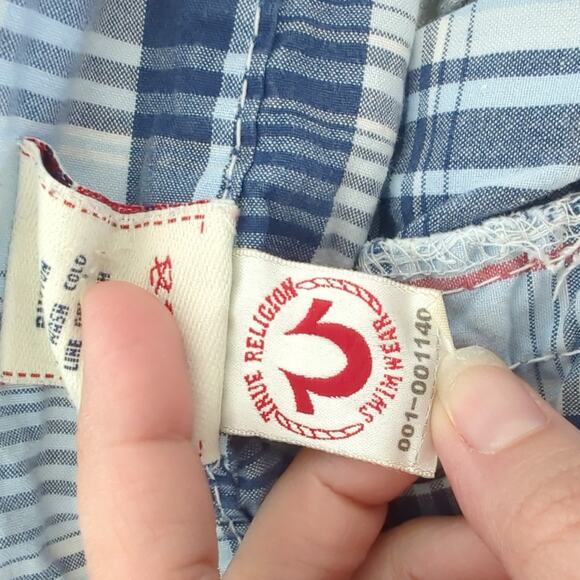 WASH COLD
LINE
TRUE RELIGION
SWIMWEAR
001-001140